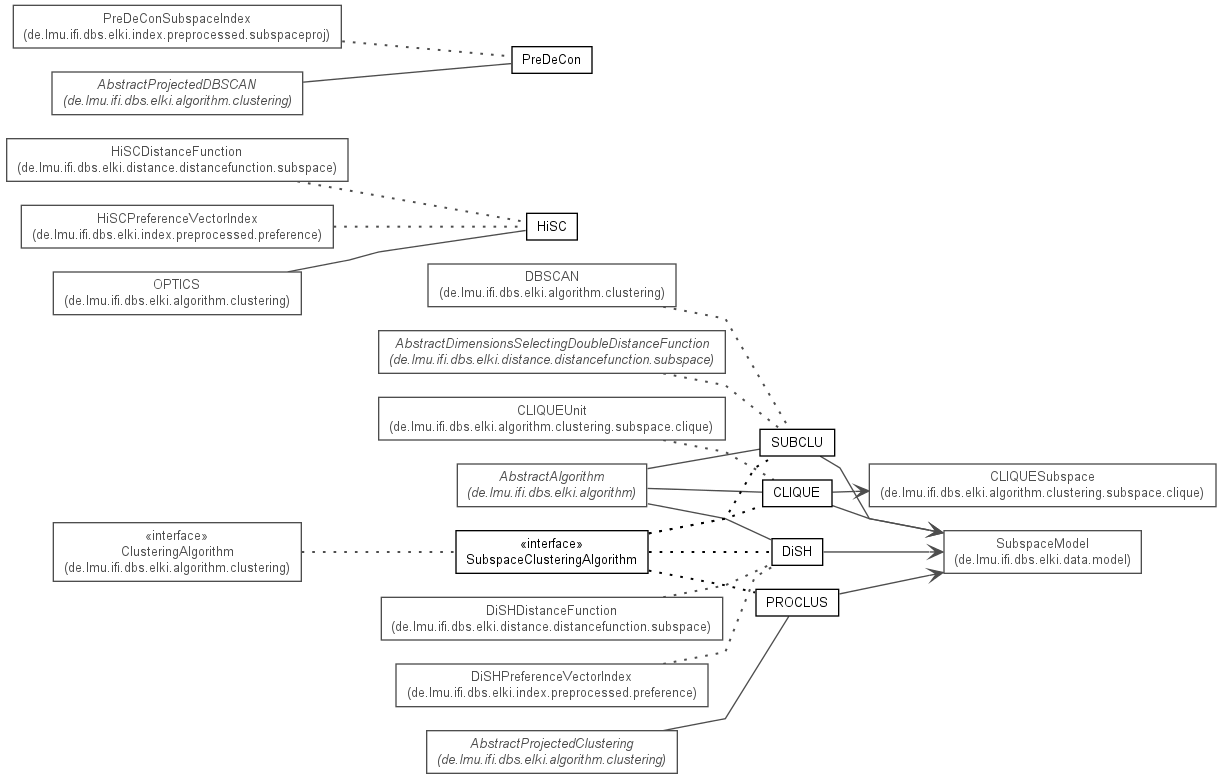 PreDeConSubspaceIndex
(de.lmu.ifi.dbs.elki.index.preprocessed.subspaceproj)
PreDeCon
AbstractProjectedDBSCAN
(de.lmu.ifi.dbs.elki.algorithm.clustering)
HiSCDistanceFunction
(de.lmu.ifi.dbs.elki.distance.distancefunction.subspace)
HiSCPreferenceVectorIndex
(de.lmu.ifi.dbs.elki.index.preprocessed.preference)
HiSC
OPTICS
(de.lmu.ifi.dbs.elki.algorithm.clustering)
DBSCAN
(de.lmu.ifi.dbs.elki.algorithm.clustering)
AbstractDimensionsSelectingDoubleDistanceFunction
(de.lmu.ifi.dbs.elki.distance.distancefunction.subspace)
CLIQUEUnit
(de.lmu.ifi.dbs.elki.algorithm.clustering.subspace.clique)
SUBCLU
AbstractAlgorithm
(de.lmu.ifi.dbs.elki.algorithm)
CLIQUE
CLIQUESubspace
(de.lmu.ifi.dbs.elki.algorithm.clustering.subspace.clique)
«interface»
ClusteringAlgorithm
(de.lmu.ifi.dbs.elki.algorithm.clustering)
«interface»
SubspaceClusteringAlgorithm
DiSH
SubspaceModel
(de.lmu.ifi.dbs.elki.data.model)
PROCLUS
DiSHDistanceFunction
(de.lmu.ifi.dbs.elki.distance.distancefunction.subspace)
DiSHPreferenceVectorIndex
(de.lmu.ifi.dbs.elki.index.preprocessed.preference)
AbstractProjectedClustering
(de.lmu.ifi.dbs.elki.algorithm.clustering)